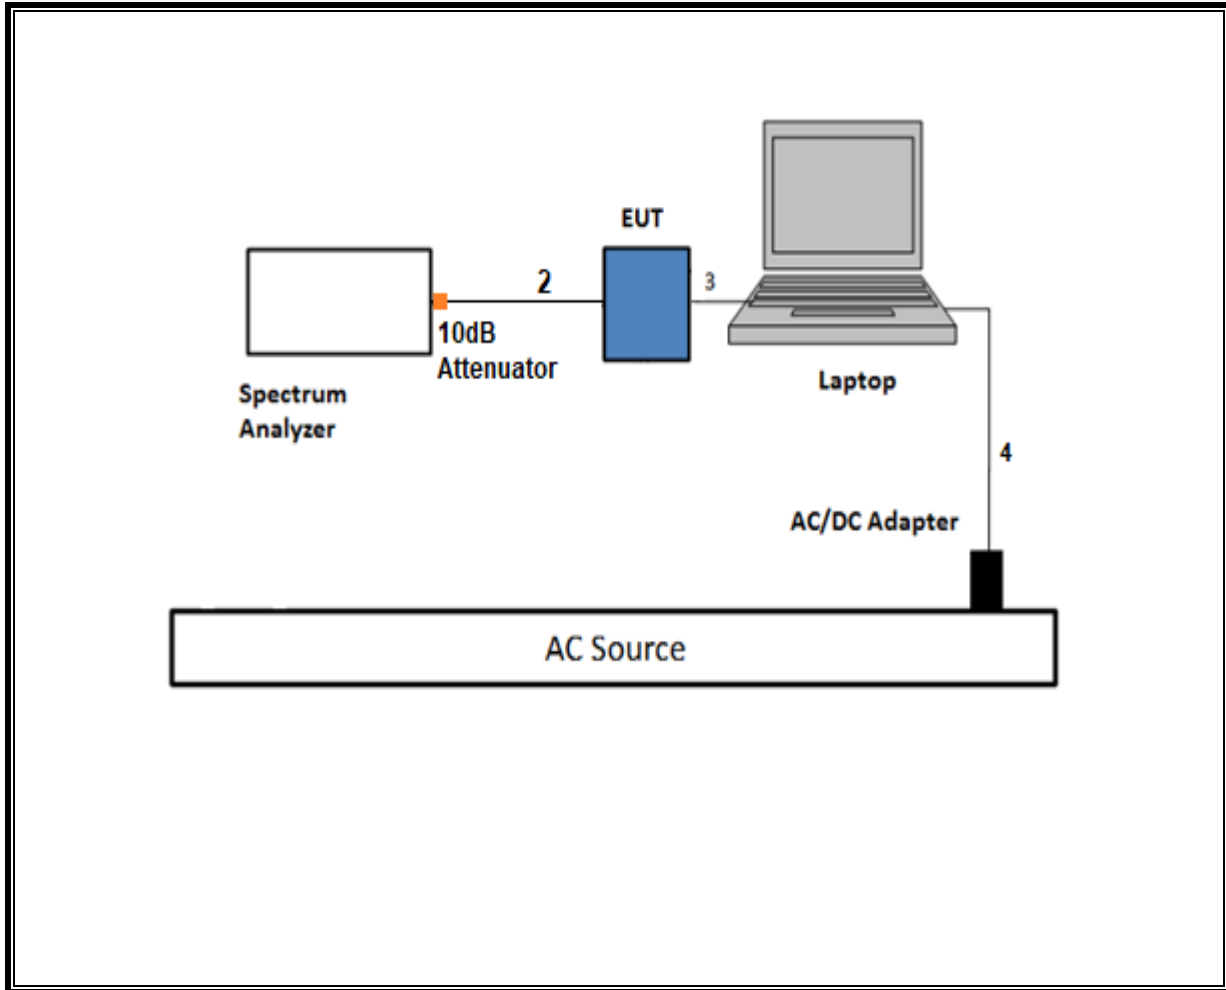 EUT
2
3
10dB
Attenuator
Spectrum
Analyzer
Laptop
4
AC/DC Adapter
AC Source